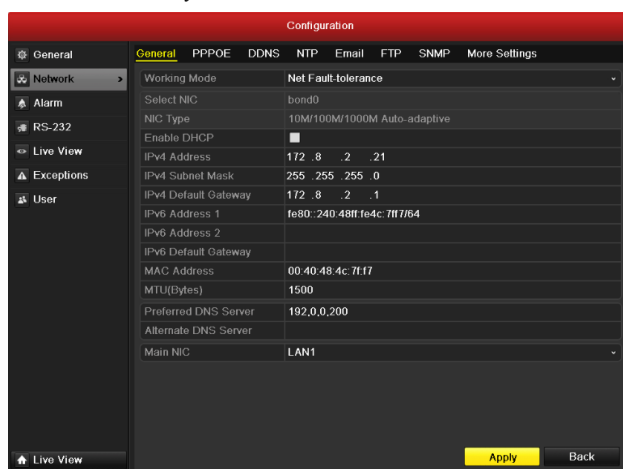 Configuration
General
Network >
Alarm
RS-232
Live View
Exceptions
User
Live View
General PPPOE DDNS NTP Email FTP SNMP More Settings
Working Mode Net Fault-tolerance
Select NIC bond0
NIC Type 10M/100M/1000M Auto-adaptive
Enable DHCP
IPv4 Address 172 .8 .2 .21
IPv4 Subnet Mask 255 .255 .255 .0
IPv4 Default Gateway 172 .8 .2 .1
IPv6 Address 1 fe80::240:48ff:fe4c:7ff7/64
IPv6 Address 2
IPv6 Default Gateway
MAC Address 00:40:48:4c:7f:f7
MTU(Bytes) 1500
Preferred DNS Server 192,0,0,200
Alternate DNS Server
Main NIC LAN1
Apply Back